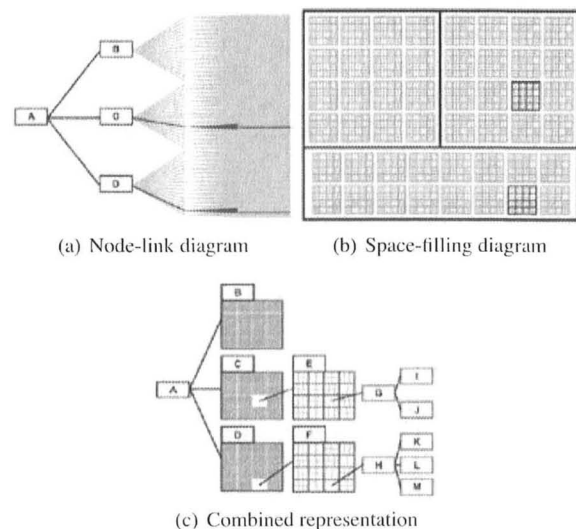 B
A
C
D
(a) Node-link diagram
(b) Space-filling diagram
B
C
E
I
A
G
J
D
F
K
H
L
M
(c) Combined representation